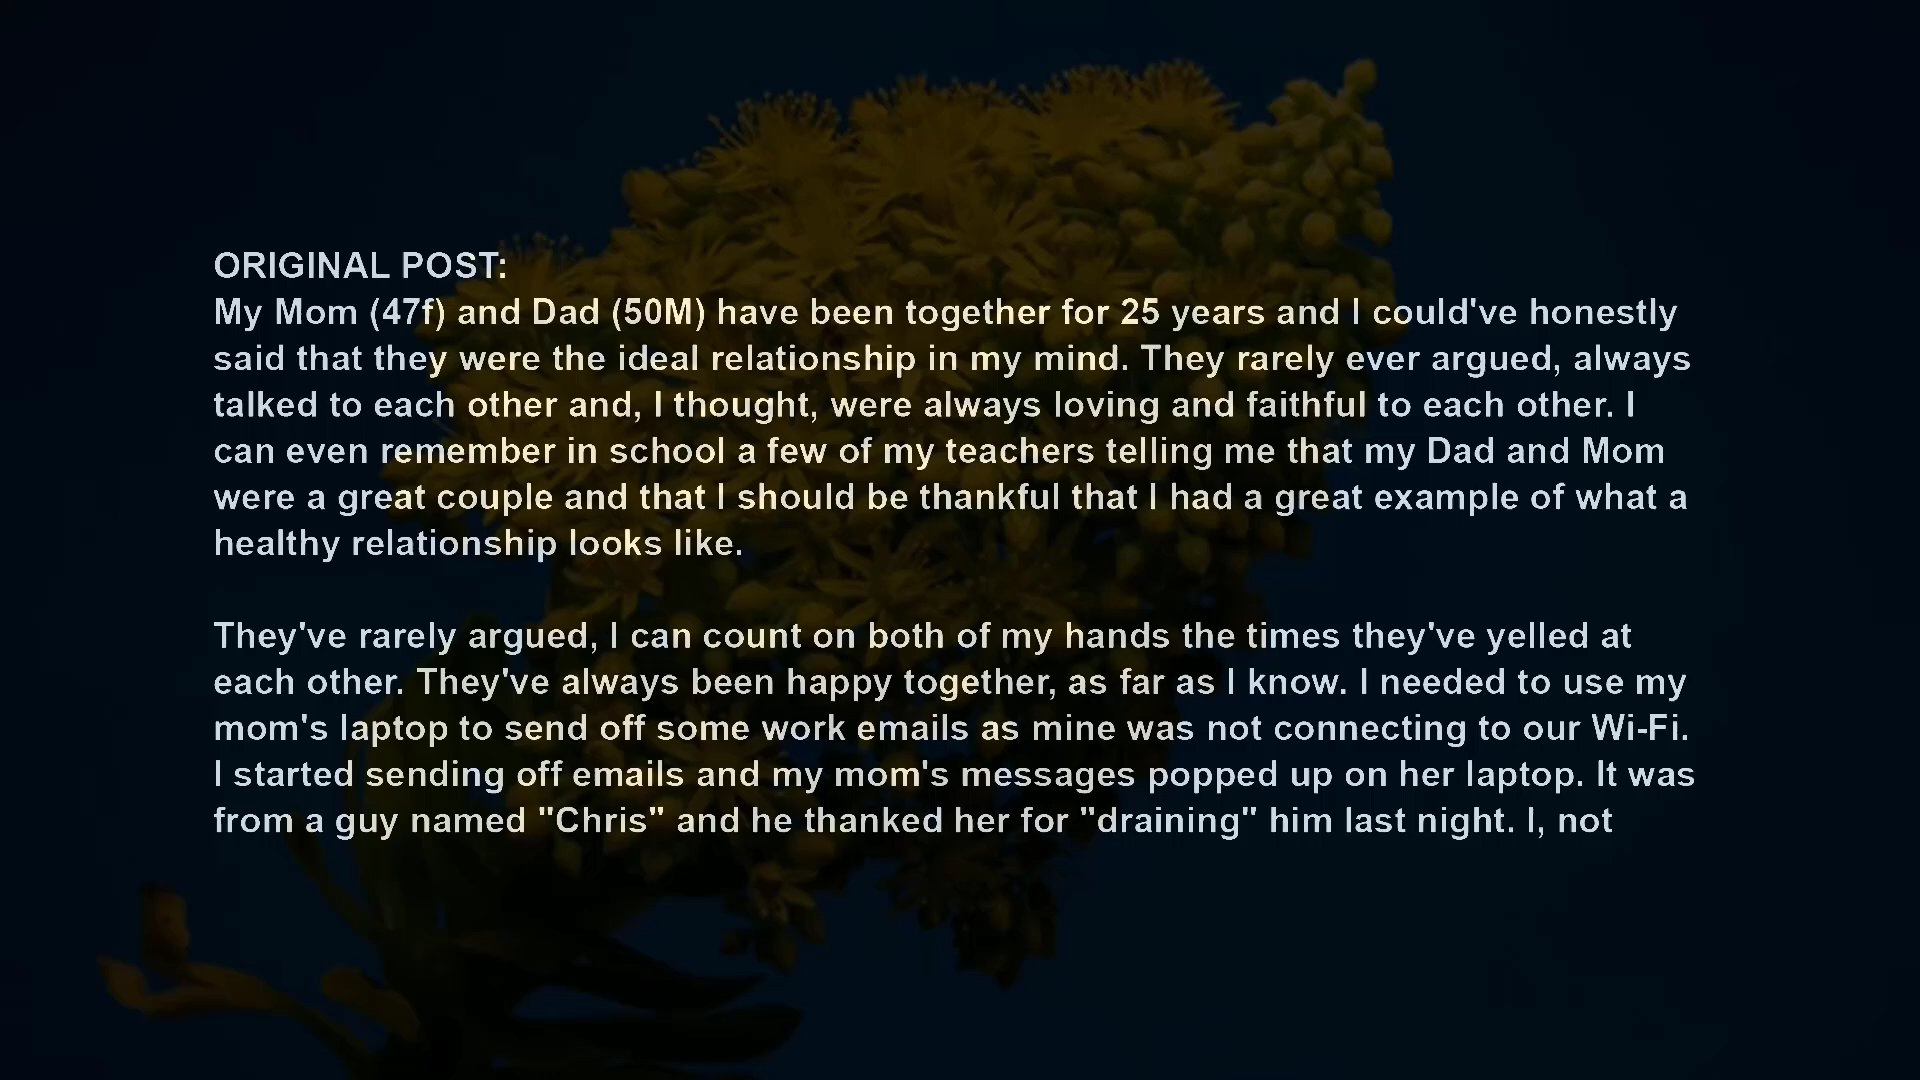 ORIGINAL POST:
My Mom (47f) and Dad (50M) have been together for 25 years and I could've honestly
said that they were the ideal relationship in my mind. They rarely ever argued, always
talked to each other and, I thought, were always loving and faithful to each other. I
can even remember in school a few of my teachers telling me that my Dad and Mom
were a great couple and that I should be thankful that I had a great example of what a
healthy relationship looks like.
They've rarely argued, I can count on both of my hands the times they've yelled at
each other. They've always been happy together, as far as I know. I needed to use my
mom's laptop to send off some work emails as mine was not connecting to our Wi-Fi.
I started sending off emails and my mom's messages popped up on her laptop. It was
from a guy named "Chris" and he thanked her for "draining" him last night. I, not